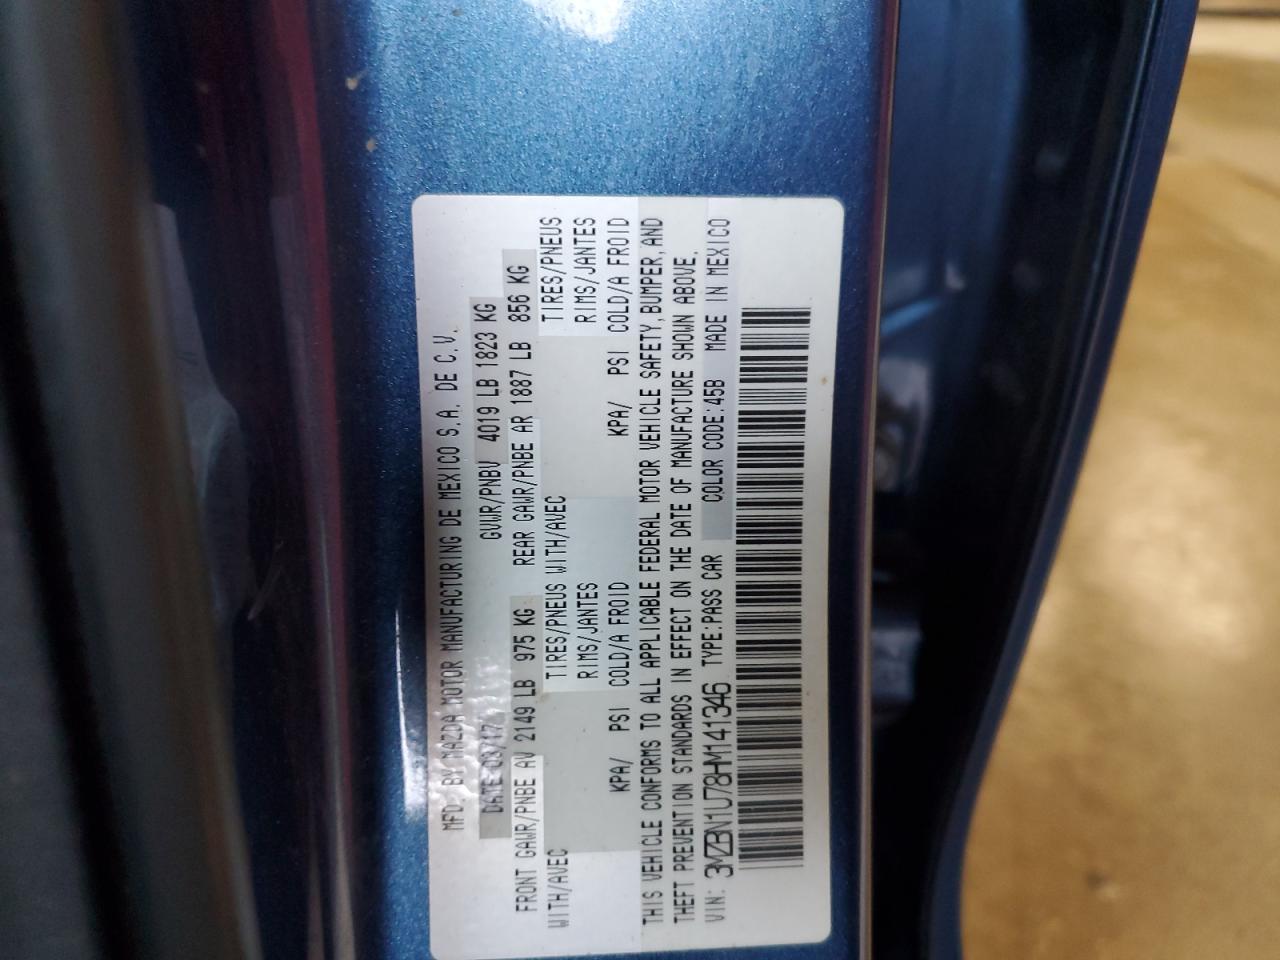 MFD. BY MAZDA MOTOR MANUFACTURING DE MEXICO S.A. DE C.V.
DATE:03/17 GVWR/PNBV 4019 LB 1823 KG
FRONT GAWR/PNBE AV 2149 LB 975 KG REAR GAWR/PNBE AR 1887 LB 856 KG
WITH/AVEC TIRES/PNEUS WITH/AVEC TIRES/PNEUS
RIMS/JANTES RIMS/JANTES
KPA/ PSI COLD/A FROID KPA/ PSI COLD/A FROID
THIS VEHICLE CONFORMS TO ALL APPLICABLE FEDERAL MOTOR VEHICLE SAFETY, BUMPER, AND
THEFT PREVENTION STANDARDS IN EFFECT ON THE DATE OF MANUFACTURE SHOWN ABOVE.
VIN: 3MZBN1U78HM141346 TYPE:PASS CAR COLOR CODE:45B MADE IN MEXICO